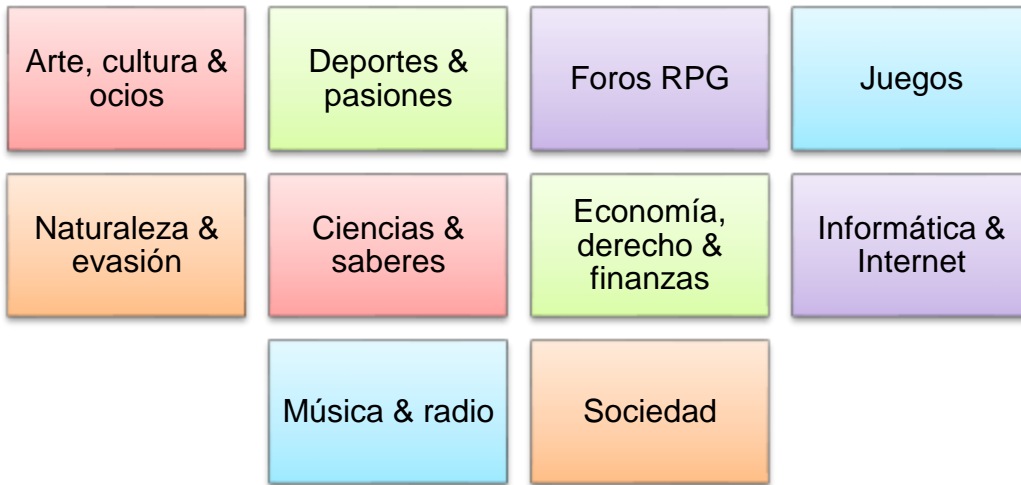 Arte, cultura &
ocios
Deportes &
pasiones
Foros RPG
Juegos
Naturaleza &
evasión
Ciencias &
saberes
Economía,
derecho &
finanzas
Informática &
Internet
Música & radio
Sociedad